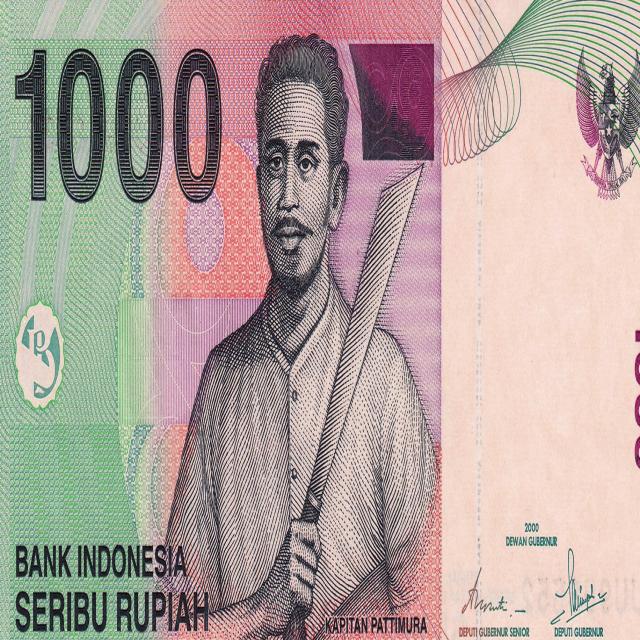 1000
BANK INDONESIA
SERIBU RUPIAH
KAPITAN PATTIMURA
2000
DEWAN GUBERNUR
DEPUTI GUBERNUR SENIOR
DEPUTI GUBERNUR